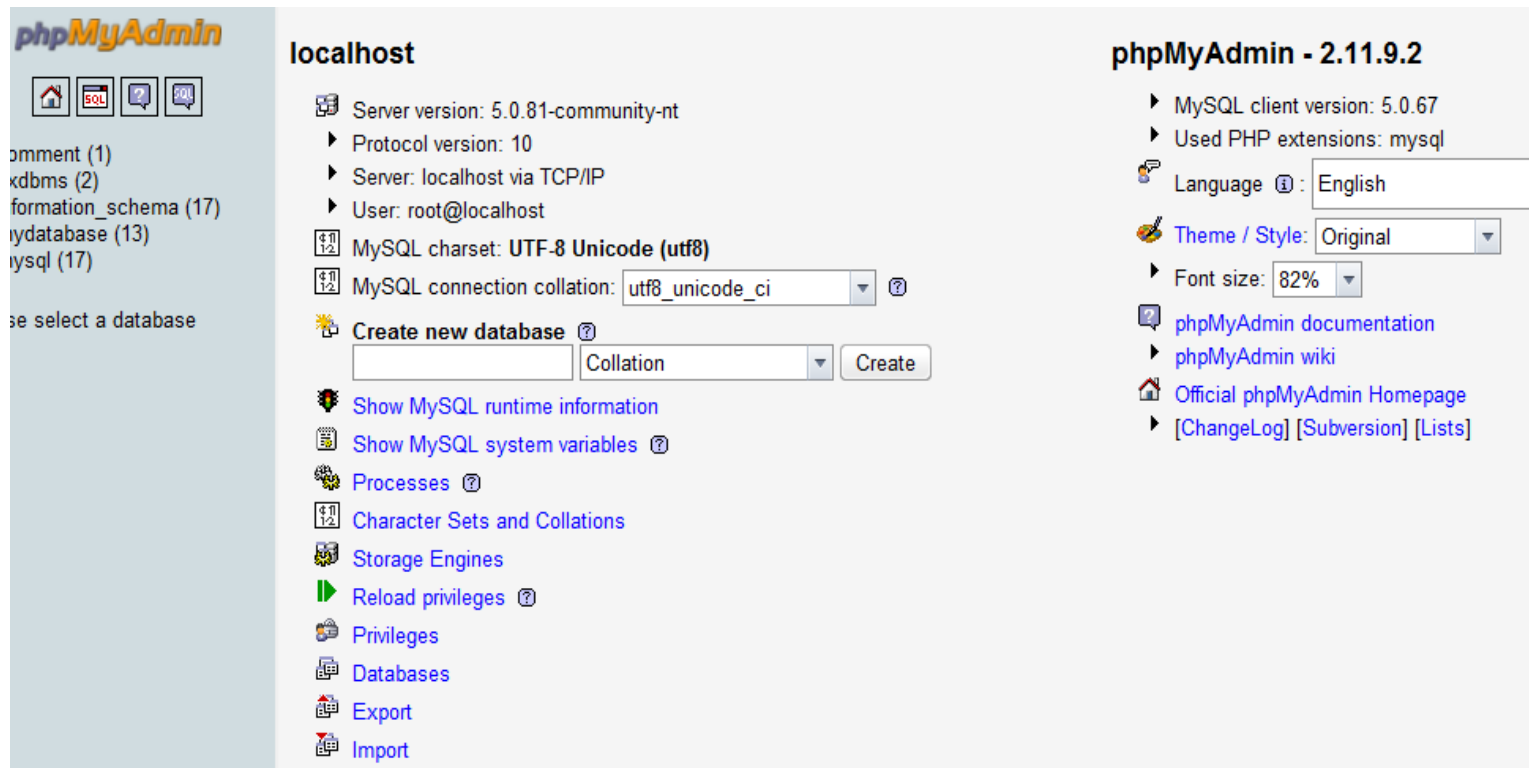 phpMyAdmin
SQL
SQL
omment (1)
xdbms (2)
formation_schema (17)
ydatabase (13)
ysql (17)
se select a database
localhost
Server version: 5.0.81-community-nt
Protocol version: 10
Server: localhost via TCP/IP
User: root@localhost
MySQL charset: UTF-8 Unicode (utf8)
MySQL connection collation: utf8_unicode_ci
Create new database
Collation Create
Show MySQL runtime information
Show MySQL system variables
Processes
Character Sets and Collations
Storage Engines
Reload privileges
Privileges
Databases
Export
Import
phpMyAdmin - 2.11.9.2
MySQL client version: 5.0.67
Used PHP extensions: mysql
Language : English
Theme / Style: Original
Font size: 82%
phpMyAdmin documentation
phpMyAdmin wiki
Official phpMyAdmin Homepage
[ChangeLog] [Subversion] [Lists]